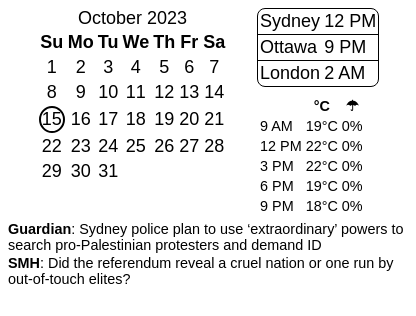 October 2023
Su Mo Tu We Th Fr Sa
1 2 3 4 5 6 7
8 9 10 11 12 13 14
15 16 17 18 19 20 21
22 23 24 25 26 27 28
29 30 31
Sydney 12 PM
Ottawa 9 PM
London 2 AM
°C ☂
9 AM 19°C 0%
12 PM 22°C 0%
3 PM 22°C 0%
6 PM 19°C 0%
9 PM 18°C 0%
Guardian: Sydney police plan to use ‘extraordinary’ powers to
search pro-Palestinian protesters and demand ID
SMH: Did the referendum reveal a cruel nation or one run by
out-of-touch elites?